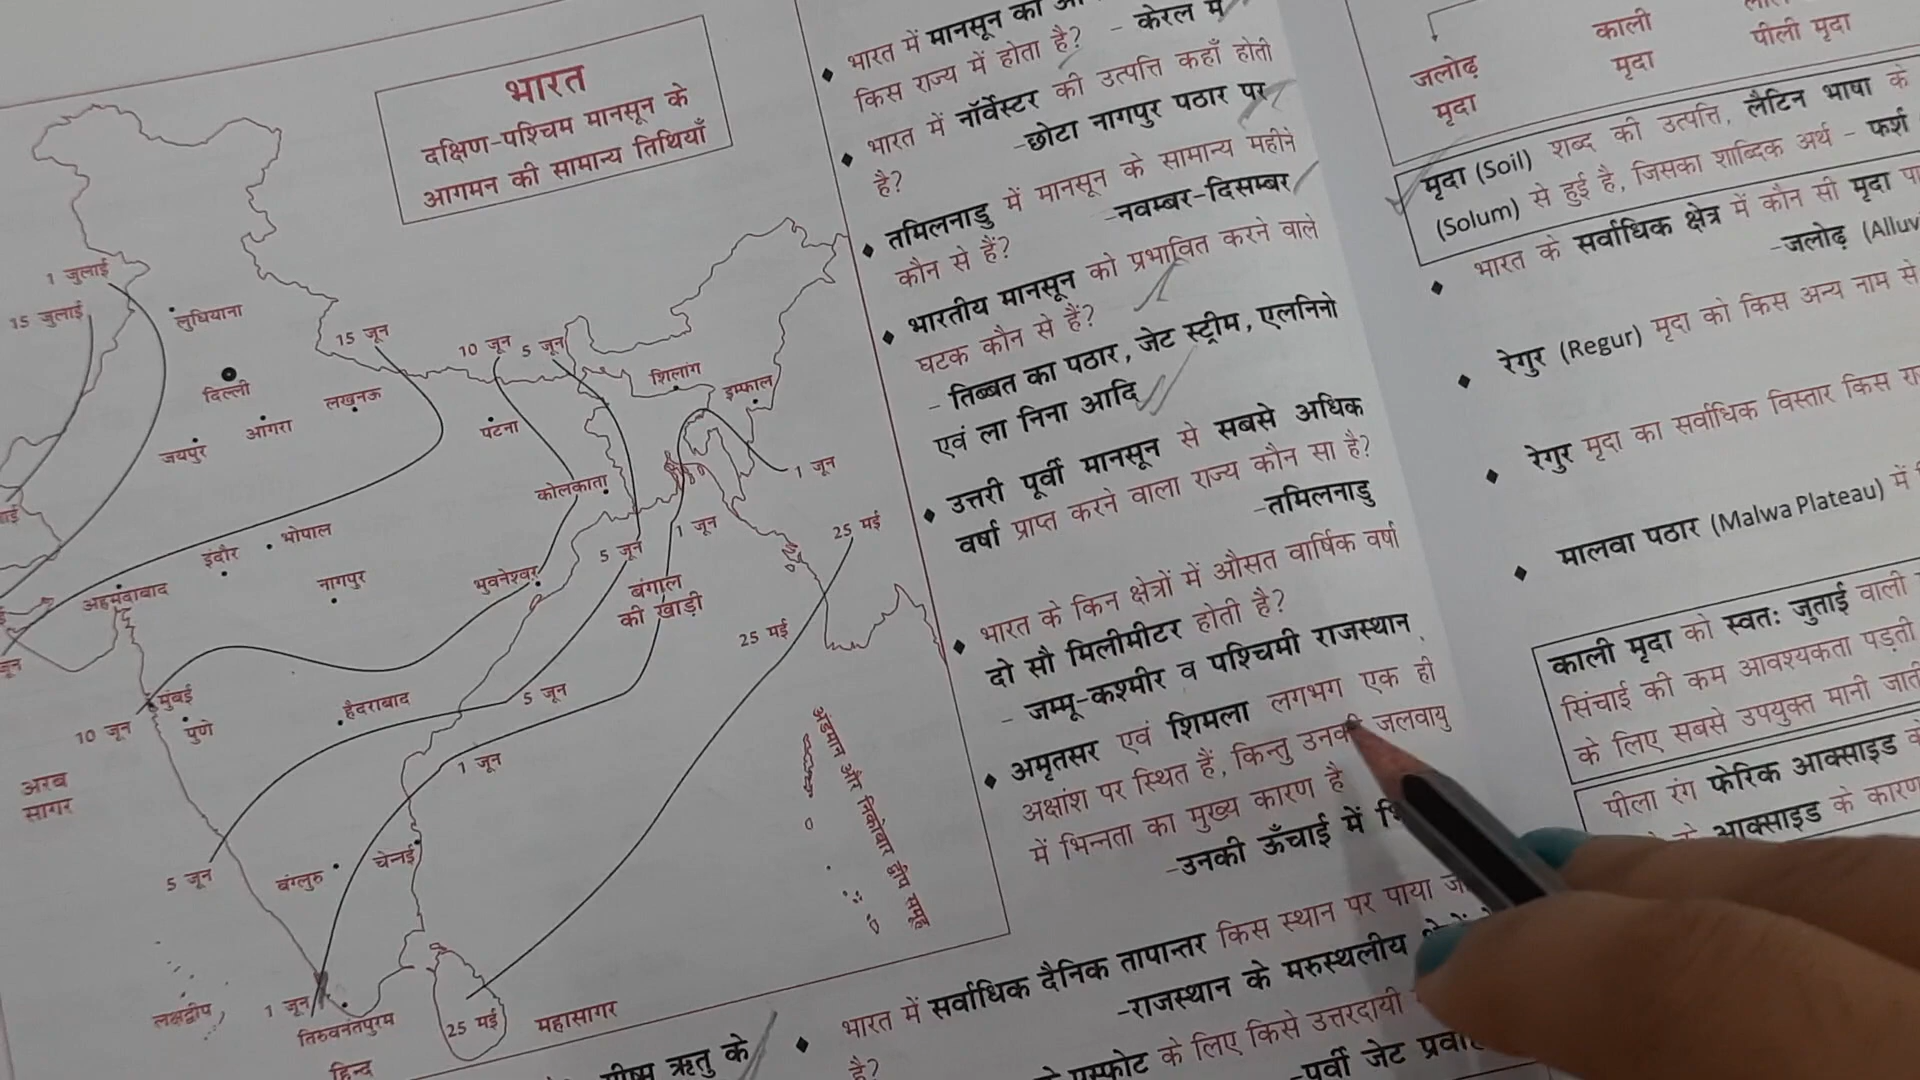 भारत
दक्षिण-पश्चिम मानसून के
आगमन की सामान्य तिथियाँ
1 जुलाई
15 जुलाई
लुधियाना
15 जून
10 जून
5 जून
शिलांग
इम्फाल
दिल्ली
लखनऊ
आगरा
पटना
जयपुर
1 जून
कोलकाता
1 जून
25 मई
भोपाल
इंदौर
5 जून
अहमदाबाद
नागपुर
भुवनेश्वर
बंगाल
की खाड़ी
25 मई
जून
मुंबई
10 जून
पुणे
हैदराबाद
5 जून
अरब
सागर
1 जून
अंडमान और निकोबार द्वीप समूह
5 जून
बंगलुरु
चेन्नई
लक्षद्वीप
1 जून
तिरुवनंतपुरम
25 मई
महासागर
हिन्द
ग्रीष्म ऋतु के
भारत में मानसून का
किस राज्य में होता है? - केरल में
भारत में नॉर्वेस्टर की उत्पत्ति कहाँ होती
है? -छोटा नागपुर पठार पर
तमिलनाडु में मानसून के सामान्य महीने
कौन से हैं? -नवम्बर-दिसम्बर
भारतीय मानसून को प्रभावित करने वाले
घटक कौन से हैं?
- तिब्बत का पठार, जेट स्ट्रीम, एलनिनो
एवं ला निना आदि
उत्तरी पूर्वी मानसून से सबसे अधिक
वर्षा प्राप्त करने वाला राज्य कौन सा है?
-तमिलनाडु
भारत के किन क्षेत्रों में औसत वार्षिक वर्षा
दो सौ मिलीमीटर होती है?
- जम्मू-कश्मीर व पश्चिमी राजस्थान
अमृतसर एवं शिमला लगभग एक ही
अक्षांश पर स्थित हैं, किन्तु उनकी जलवायु
में भिन्नता का मुख्य कारण है
-उनकी ऊँचाई में
भारत में सर्वाधिक दैनिक तापान्तर किस स्थान पर पाया
है? -राजस्थान के मरुस्थलीय
के लिए किसे उत्तरदायी
-पूर्वी जेट
जलोढ़
मृदा
काली
मृदा
पीली मृदा
मृदा (Soil) शब्द की उत्पत्ति, लैटिन भाषा के
(Solum) से हुई है, जिसका शाब्दिक अर्थ - फर्श
भारत के सर्वाधिक क्षेत्र में कौन सी मृदा
-जलोढ़
रेगुर (Regur) मृदा को किस अन्य नाम से
रेगुर मृदा का सर्वाधिक विस्तार किस
मालवा पठार (Malwa Plateau) में
काली मृदा को स्वतः जुताई वाली
सिंचाई की कम आवश्यकता पड़ती
के लिए सबसे उपयुक्त मानी
पीला रंग फेरिक आक्साइड
आक्साइड के कारण